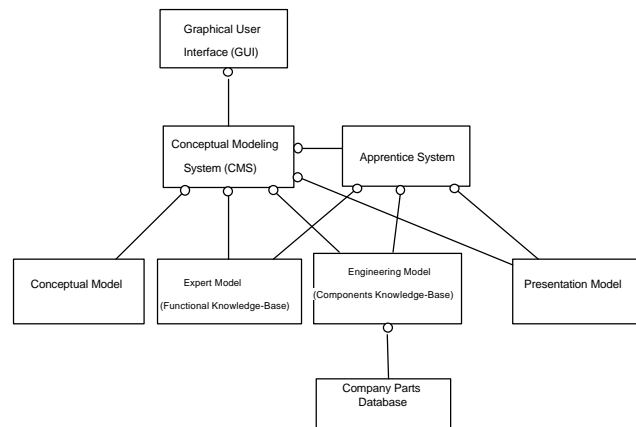 Graphical User
Interface (GUI)
Conceptual Modeling
System (CMS)
Apprentice System
Conceptual Model
Expert Model
(Functional Knowledge-Base)
Engineering Model
(Components Knowledge-Base)
Presentation Model
Company Parts
Database